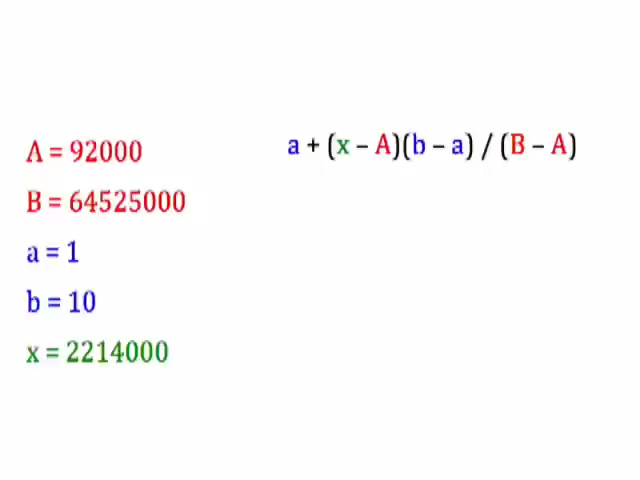 A = 92000
a + (x – A)(b – a) / (B – A)
B = 64525000
a = 1
b = 10
x = 2214000